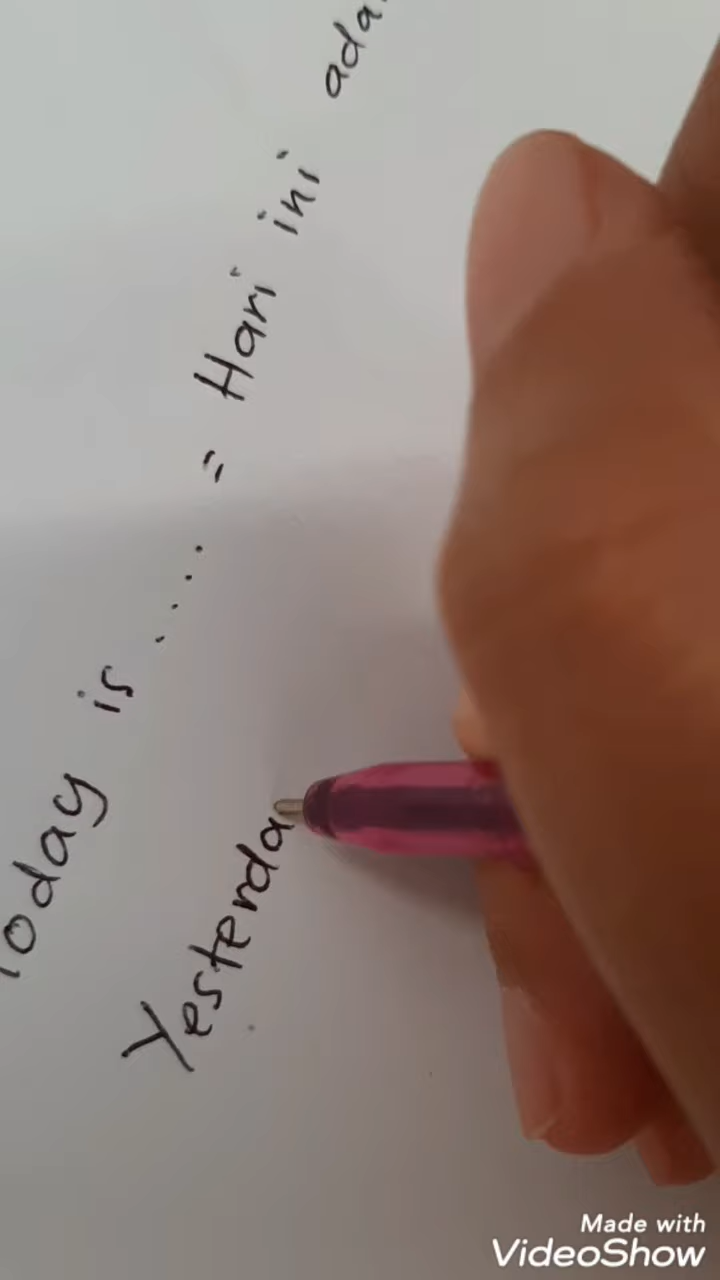 Today is ..... = Hari ini ada
Yesterda
Made with
VideoShow